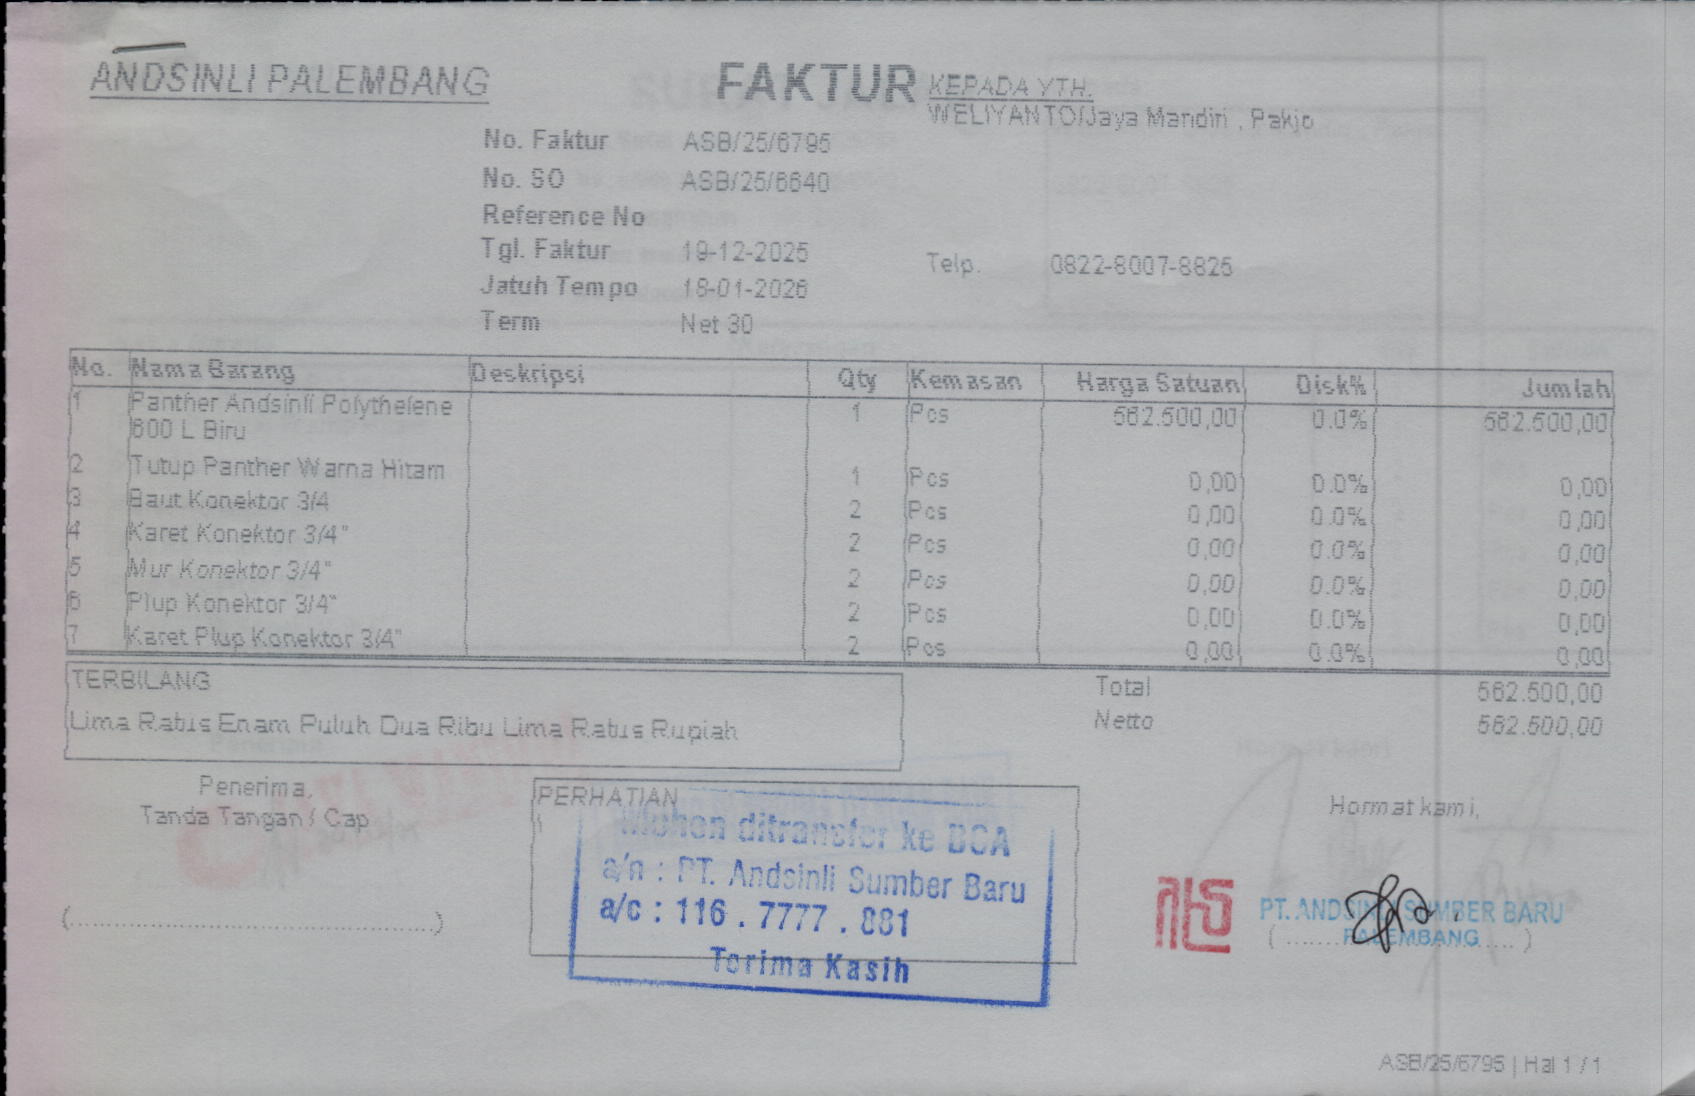 ANDSINLI PALEMBANG
FAKTUR
KEPADA YTH.
WELIYANTO/Jaya Mandiri , Pakjo
No. Faktur ASB/25/6795
No. SO ASB/25/6640
Reference No
Tgl. Faktur 19-12-2025
Telp. 0822-8007-8825
Jatuh Tempo 18-01-2026
Term Net 30
No. Nama Barang Deskripsi Qty Kemasan Harga Satuan Disk% Jumlah
1 Panther Andsinli Polythelene 1 Pcs 562.500,00 0.0% 562.500,00
600 L Biru
2 Tutup Panther Warna Hitam 1 Pcs 0,00 0.0% 0,00
3 Baut Konektor 3/4 2 Pcs 0,00 0.0% 0,00
4 Karet Konektor 3/4" 2 Pcs 0,00 0.0% 0,00
5 Mur Konektor 3/4" 2 Pcs 0,00 0.0% 0,00
6 Plup Konektor 3/4" 2 Pcs 0,00 0.0% 0,00
7 Karet Plup Konektor 3/4" 2 Pcs 0,00 0.0% 0,00
TERBILANG
Lima Ratus Enam Puluh Dua Ribu Lima Ratus Rupiah
Total 562.500,00
Netto 562.500,00
Penerima,
Tanda Tangan / Cap
(...........................................)
PERHATIAN
Mohon ditransfer ke BCA
a/n : PT. Andsinli Sumber Baru
a/c : 116 . 7777 . 881
Terima Kasih
Hormat kami,
PT. ANDSINLI SUMBER BARU
PALEMBANG
ASB/25/6795 | Hal 1 / 1